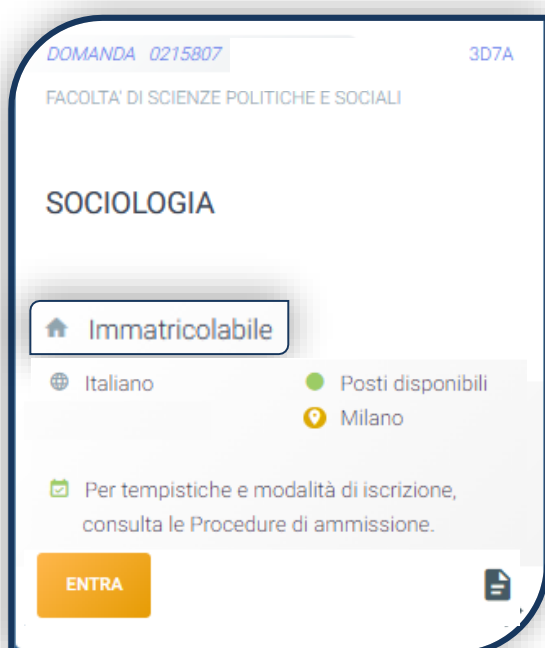 DOMANDA 0215807 3D7A
FACOLTA' DI SCIENZE POLITICHE E SOCIALI
SOCIOLOGIA
Immatricolabile
Italiano Posti disponibili
Milano
Per tempistiche e modalità di iscrizione,
consulta le Procedure di ammissione.
ENTRA